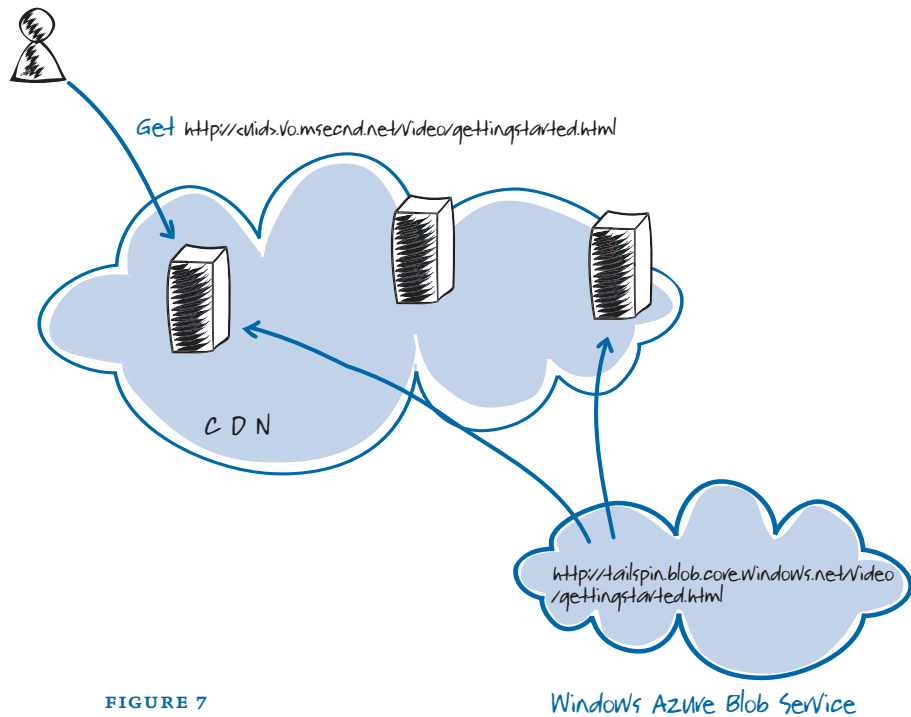 Get http://<uid>.vo.msecnd.net/video/gettingstarted.html
CDN
http://tailspin.blob.core.windows.net/video
/gettingstarted.html
FIGURE 7
Windows Azure Blob Service